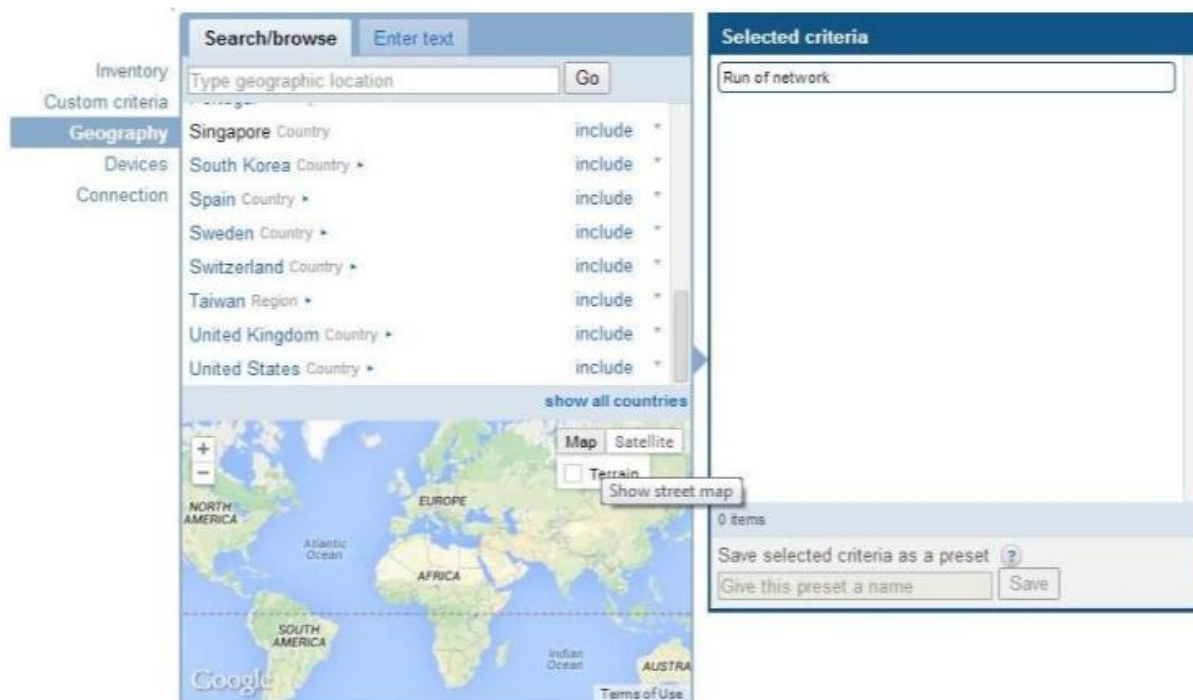 Inventory
Custom criteria
Geography
Devices
Connection
Search/browse
Enter text
Type geographic location
Go
Singapore Country include
South Korea Country include
Spain Country include
Sweden Country include
Switzerland Country include
Taiwan Region include
United Kingdom Country include
United States Country include
show all countries
+
−
Map Satellite
Terrain
Show street map
NORTH
AMERICA
EUROPE
Atlantic
Ocean
AFRICA
SOUTH
AMERICA
Indian
Ocean
AUSTRA
Google
Terms of Use
Selected criteria
Run of network
0 items
Save selected criteria as a preset ?
Give this preset a name
Save